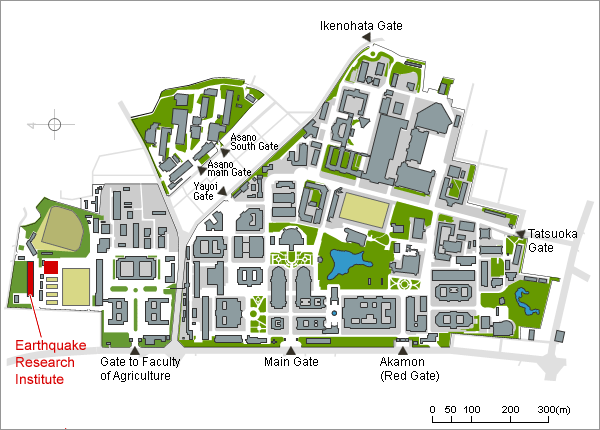 Ikenohata Gate
Asano
South Gate
Asano
main Gate
Yayoi
Gate
Tatsuoka
Gate
Earthquake
Research
Institute
Gate to Faculty
of Agriculture
Main Gate
Akamon
(Red Gate)
0 50 100 200 300(m)